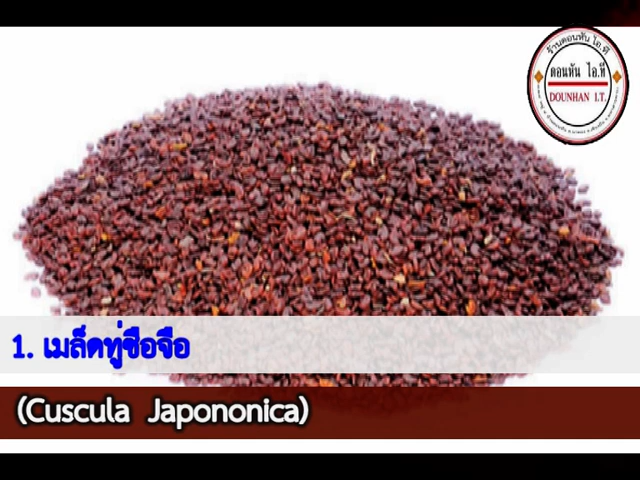 ร้านดอนหัน ไอ.ที
ดอนหัน ไอ.ที
DOUNHAN I.T.
1. เมล็ดทู่ซือจือ
(Cuscula Japononica)